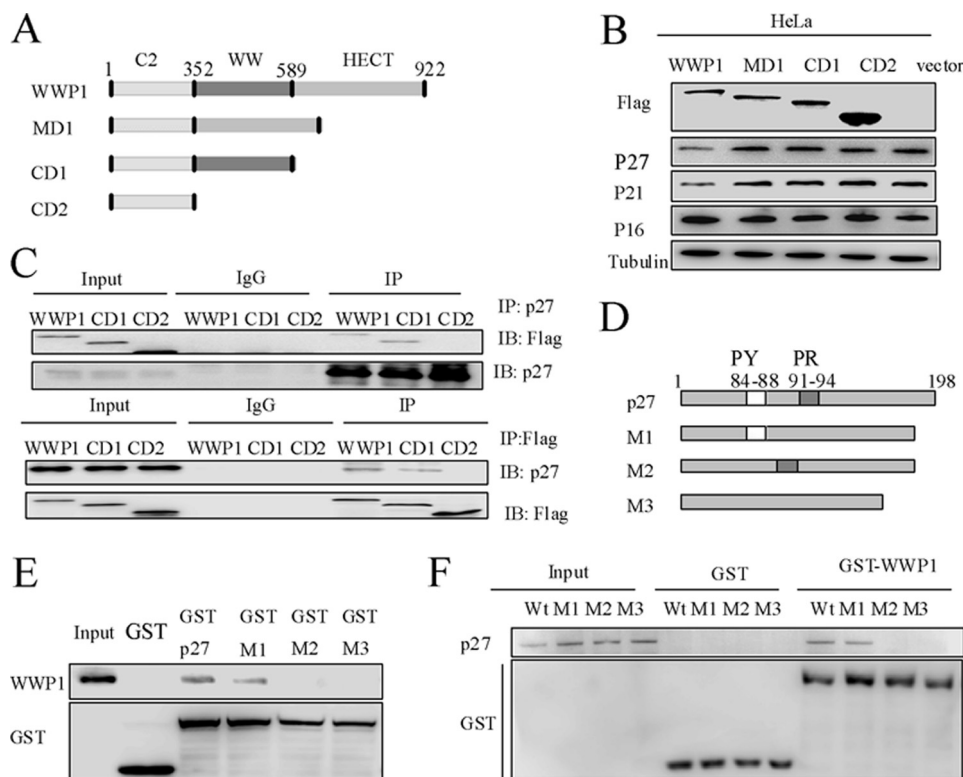 A
C2 WW HECT
1 352 589 922
WWP1
MD1
CD1
CD2
B
HeLa
WWP1 MD1 CD1 CD2 vector
Flag
P27
P21
P16
Tubulin
C
Input IgG IP
WWP1 CD1 CD2 WWP1 CD1 CD2 WWP1 CD1 CD2
IP: p27
IB: Flag
IB: p27
Input IgG IP
WWP1 CD1 CD2 WWP1 CD1 CD2 WWP1 CD1 CD2
IP:Flag
IB: p27
IB: Flag
D
PY PR
1 84-88 91-94 198
p27
M1
M2
M3
E
Input GST GST p27 GST M1 GST M2 GST M3
WWP1
GST
F
Input GST GST-WWP1
Wt M1 M2 M3 Wt M1 M2 M3 Wt M1 M2 M3
p27
GST